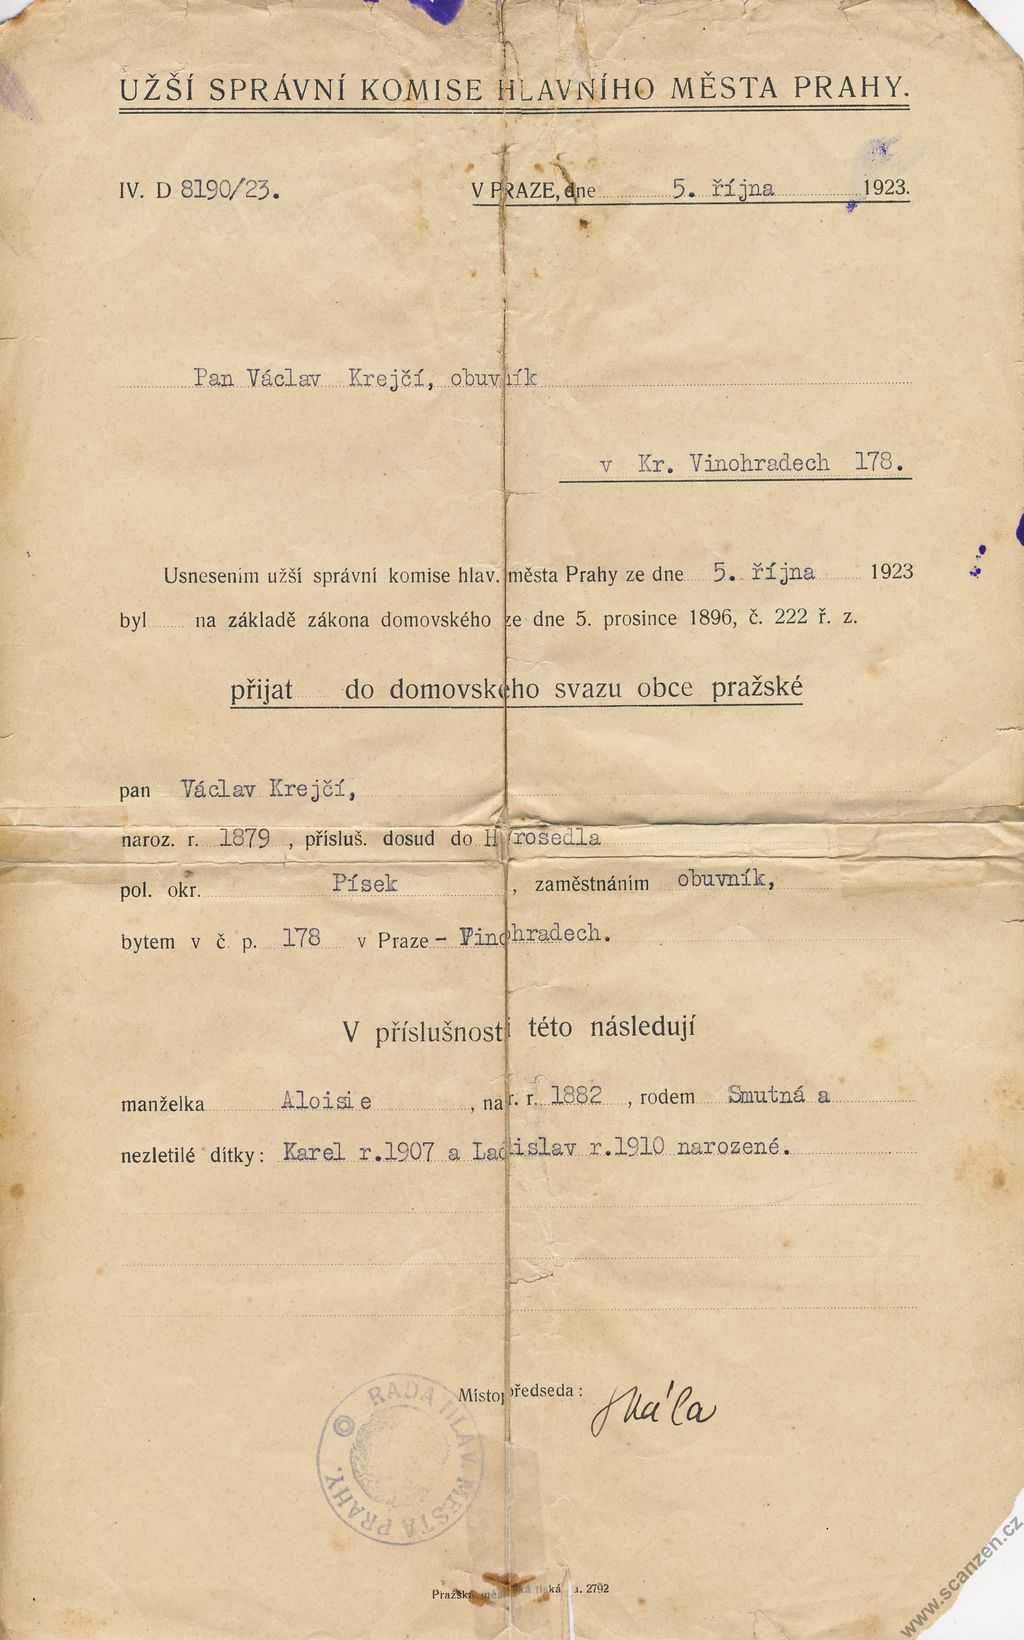 UŽŠÍ SPRÁVNÍ KOMISE HLAVNÍHO MĚSTA PRAHY.
IV. D 8190/23. V PRAZE, dne 5. října 1923.
Pan Václav Krejčí, obuvník
v Kr. Vinohradech 178.
Usnesením užší správní komise hlav. města Prahy ze dne 5. října 1923
byl na základě zákona domovského ze dne 5. prosince 1896, č. 222 ř. z.
přijat do domovského svazu obce pražské
pan Václav Krejčí,
naroz. r. 1879, přísluš. dosud do Hrosedla
pol. okr. Písek, zaměstnáním obuvník,
bytem v č. p. 178 v Praze - Vinohradech.
V příslušnosti této následují
manželka Aloisie, nar. r. 1882, rodem Smutná a
nezletilé dítky: Karel r.1907 a Ladislav r.1910 narozené.
Místopředseda: Skála
RADA HLAV. MĚSTA PRAHY.
Pražská městská tiskárna. 2792
www.scanzen.cz